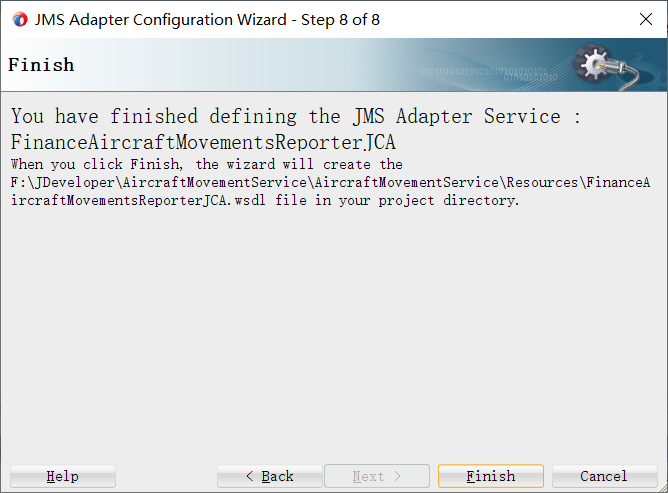 JMS Adapter Configuration Wizard - Step 8 of 8
Finish
You have finished defining the JMS Adapter Service :
FinanceAircraftMovementsReporterJCA
When you click Finish, the wizard will create the
F:\JDeveloper\AircraftMovementService\AircraftMovementService\Resources\FinanceA
ircraftMovementsReporterJCA.wsdl file in your project directory.
Help < Back Next > Finish Cancel